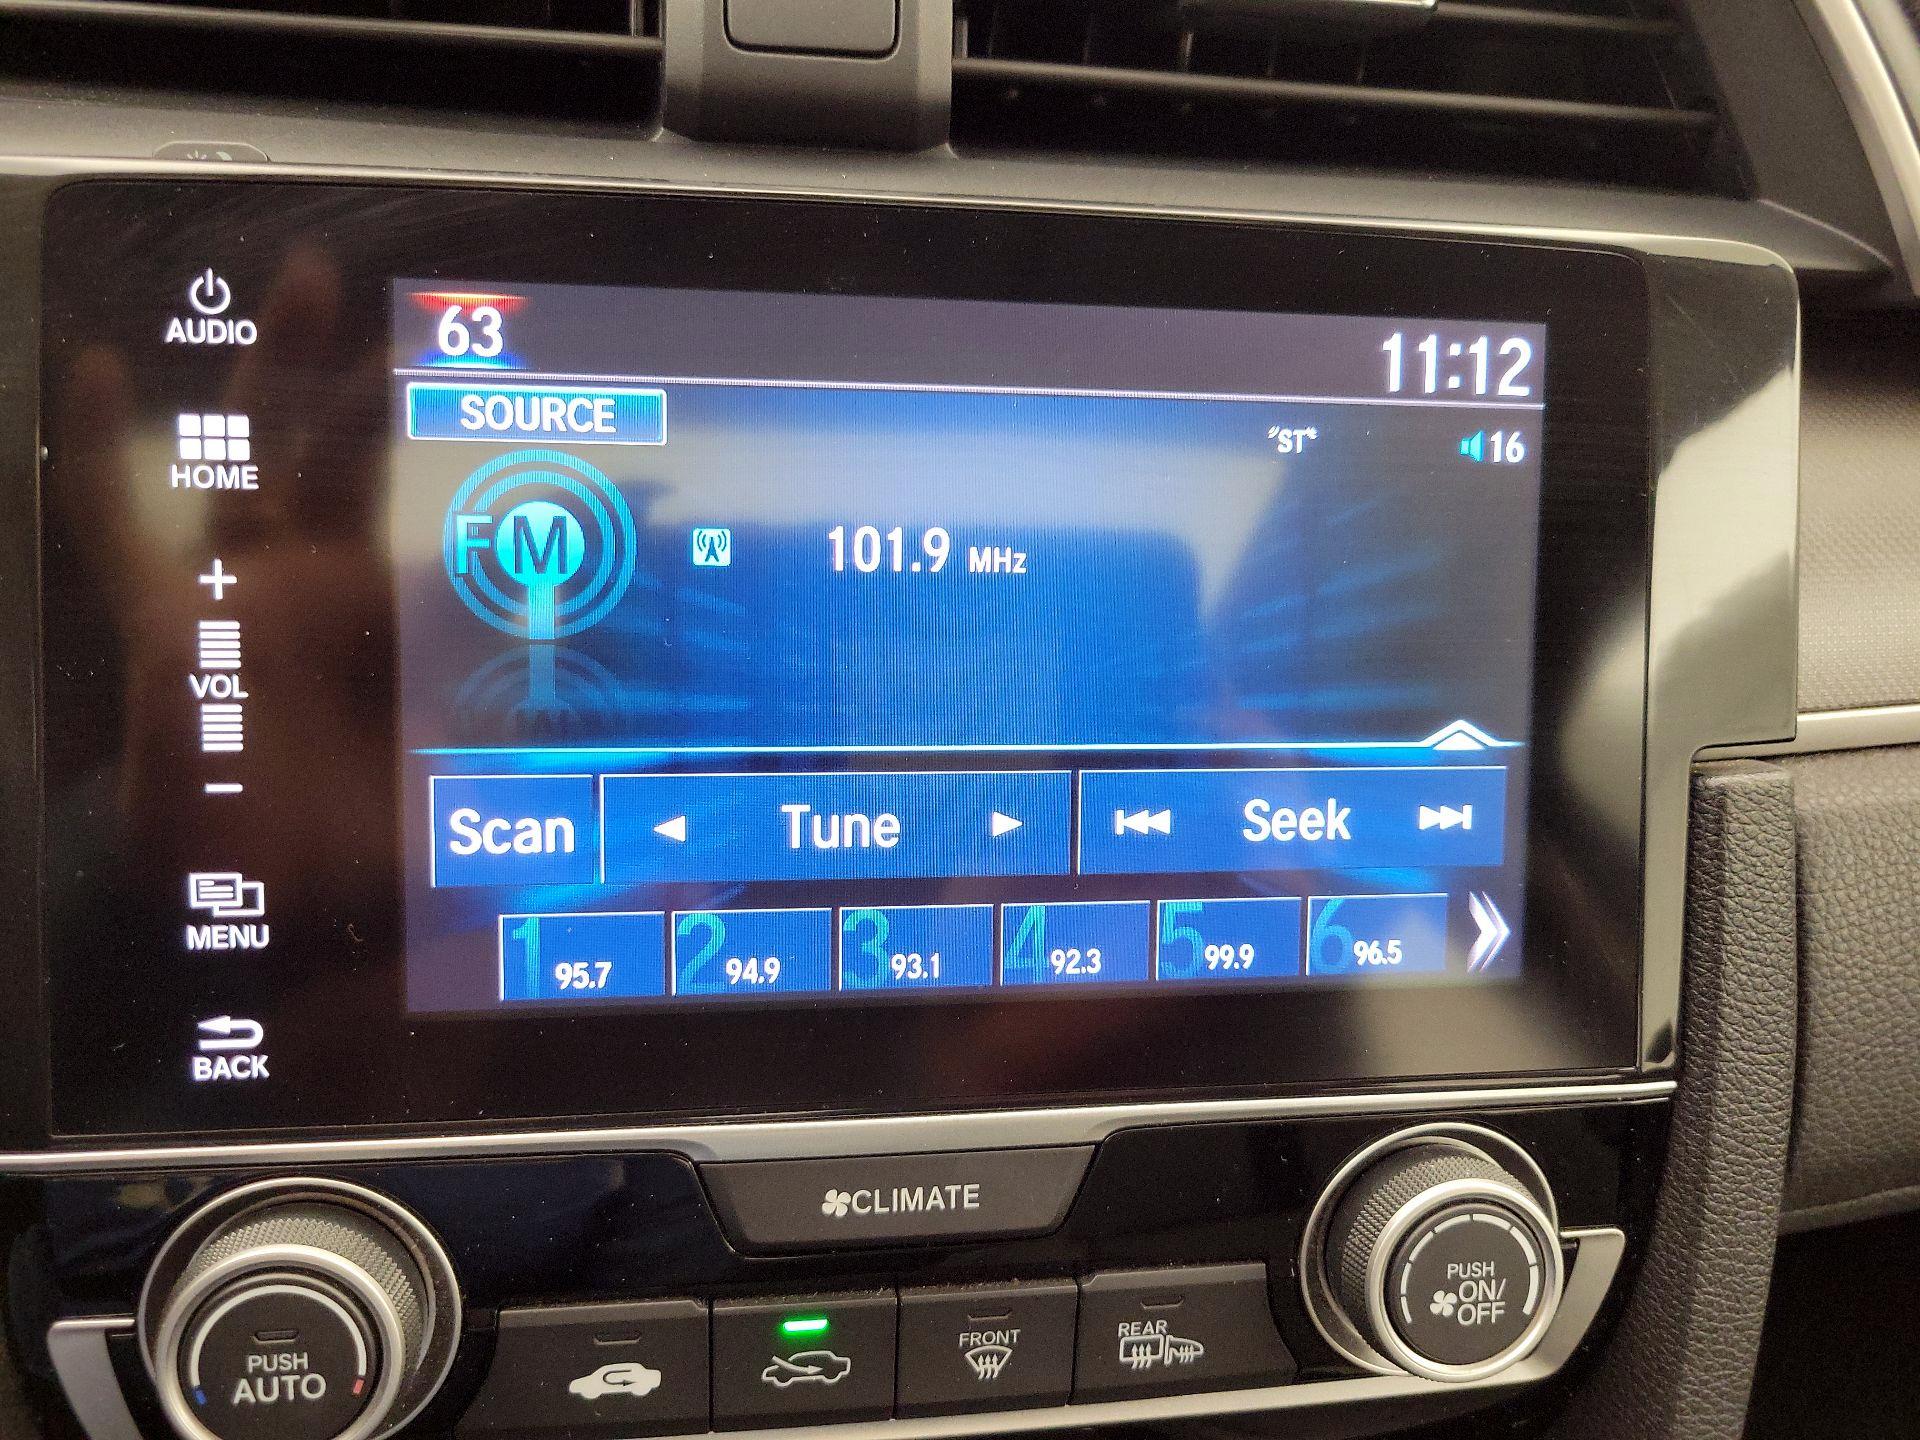 AUDIO
HOME
+
VOL
−
MENU
BACK
63
11:12
SOURCE
"ST"
16
FM
101.9 MHz
Scan
Tune
Seek
1 95.7
2 94.9
3 93.1
4 92.3
5 99.9
6 96.5
CLIMATE
PUSH
AUTO
FRONT
REAR
PUSH
ON/
OFF